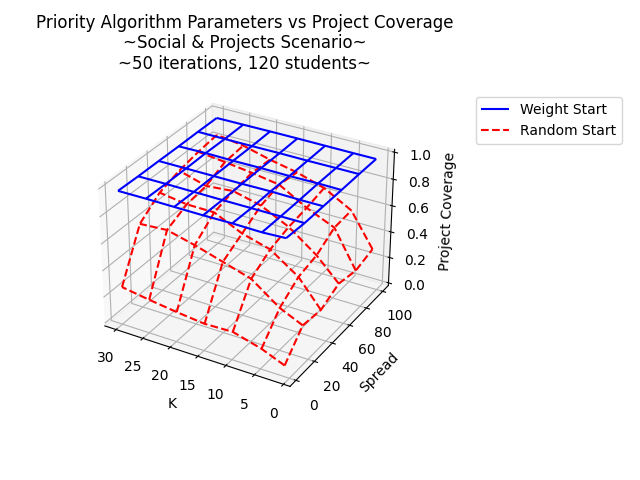 Priority Algorithm Parameters vs Project Coverage
~Social & Projects Scenario~
~50 iterations, 120 students~
Weight Start
Random Start
1.0
0.8
0.6
0.4
0.2
0.0
Project Coverage
100
80
60
40
20
0
Spread
30
25
20
15
10
5
0
K